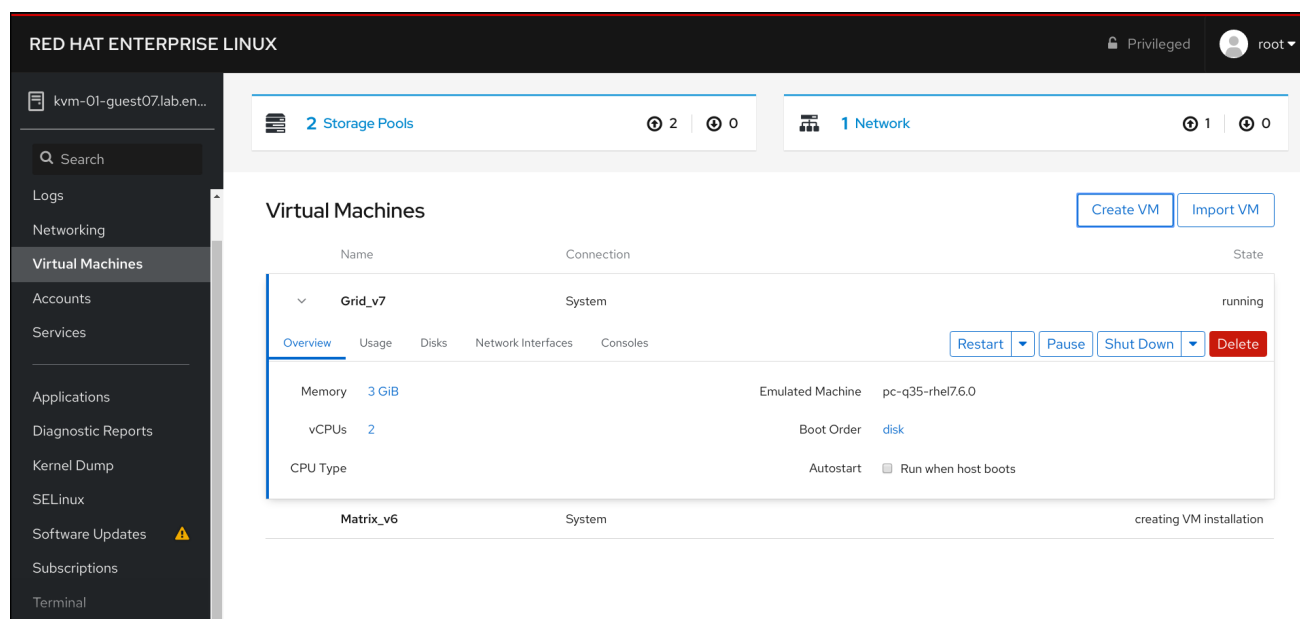 RED HAT ENTERPRISE LINUX
Privileged
root
kvm-01-guest07.lab.en...
Search
Logs
Networking
Virtual Machines
Accounts
Services
Applications
Diagnostic Reports
Kernel Dump
SELinux
Software Updates
Subscriptions
Terminal
2 Storage Pools 2 0
1 Network 1 0
Virtual Machines
Create VM Import VM
Name Connection State
Grid_v7 System running
Overview Usage Disks Network Interfaces Consoles Restart Pause Shut Down Delete
Memory 3 GiB Emulated Machine pc-q35-rhel7.6.0
vCPUs 2 Boot Order disk
CPU Type Autostart Run when host boots
Matrix_v6 System creating VM installation